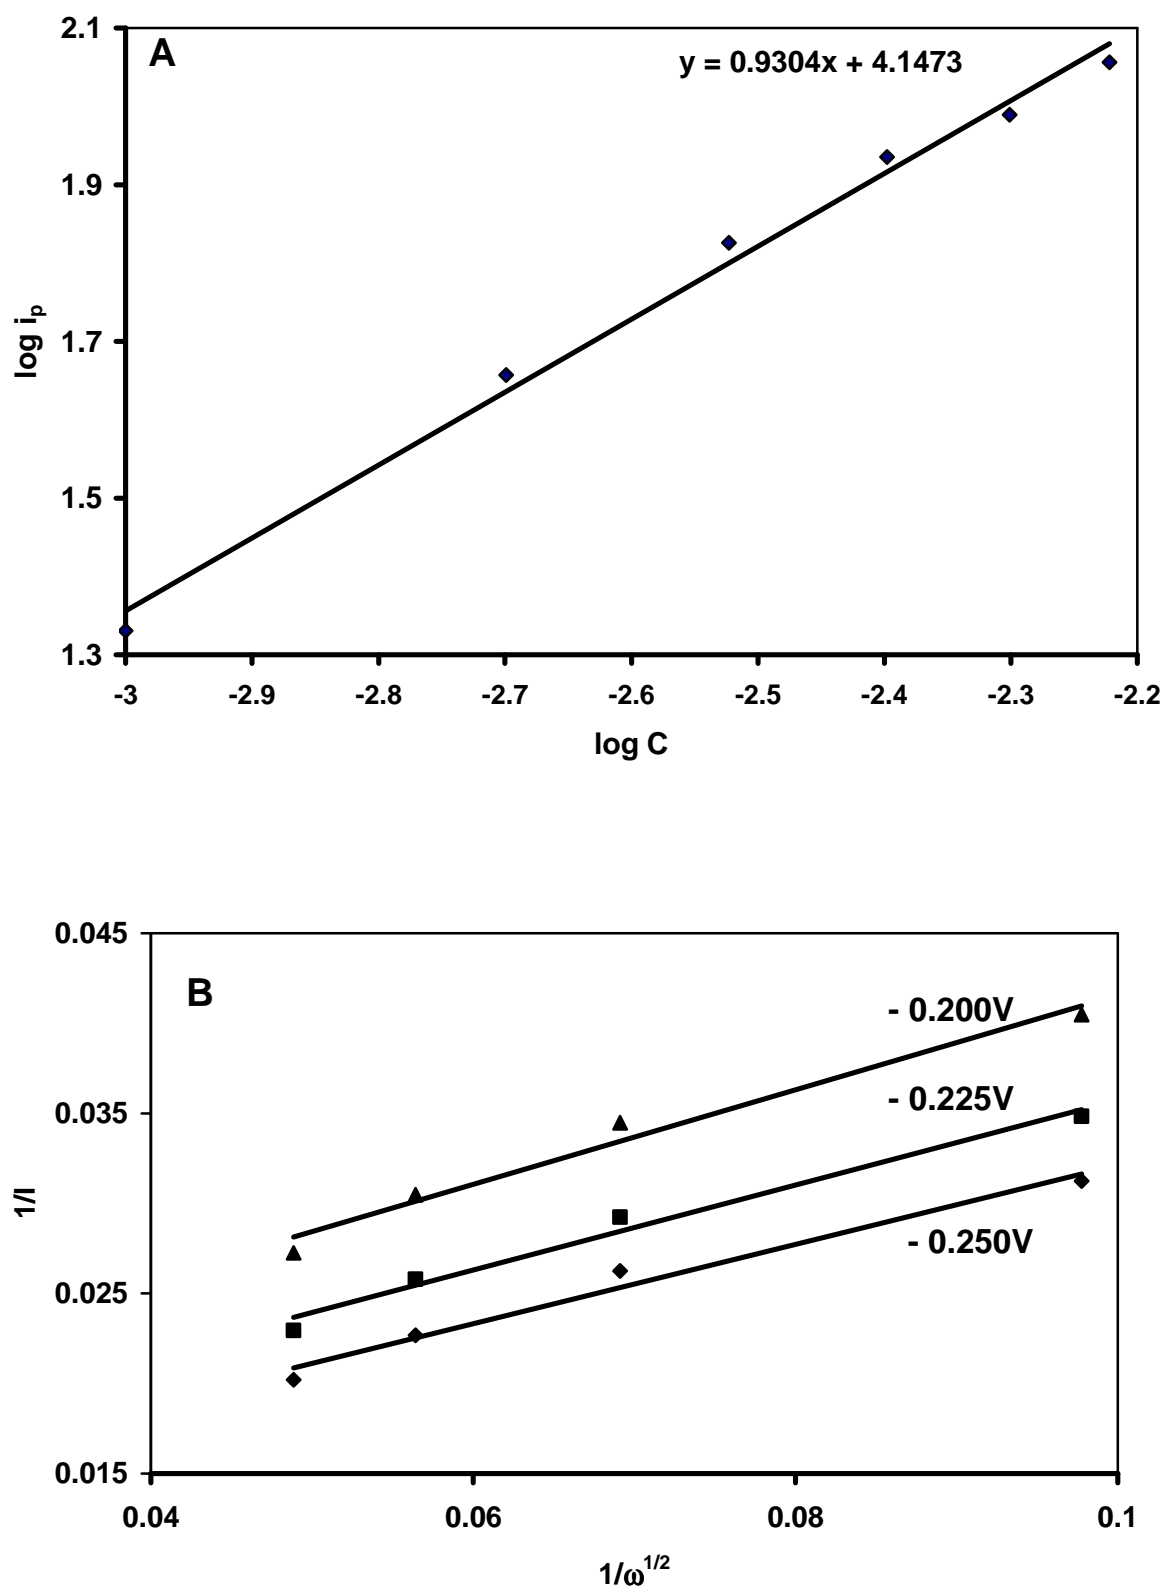 A
y = 0.9304x + 4.1473
2.1
1.9
1.7
1.5
1.3
log ip
-3 -2.9 -2.8 -2.7 -2.6 -2.5 -2.4 -2.3 -2.2
log C
B
0.045
0.035
0.025
0.015
1/I
- 0.200V
- 0.225V
- 0.250V
0.04 0.06 0.08 0.1
1/ω1/2